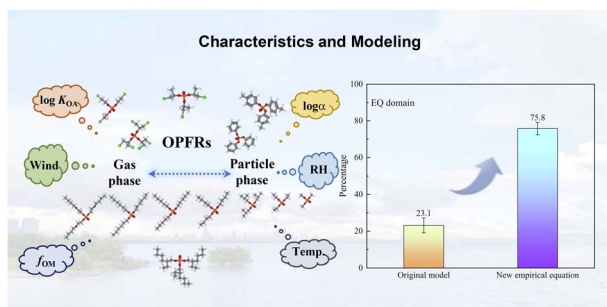 Characteristics and Modeling
log KOA
logα
OPFRs
Wind.
Gas
phase
Particle
phase
RH
fOM
Temp.
EQ domain
100
80
60
40
20
0
Percentage
23.1
75.8
Original model
New empirical equation